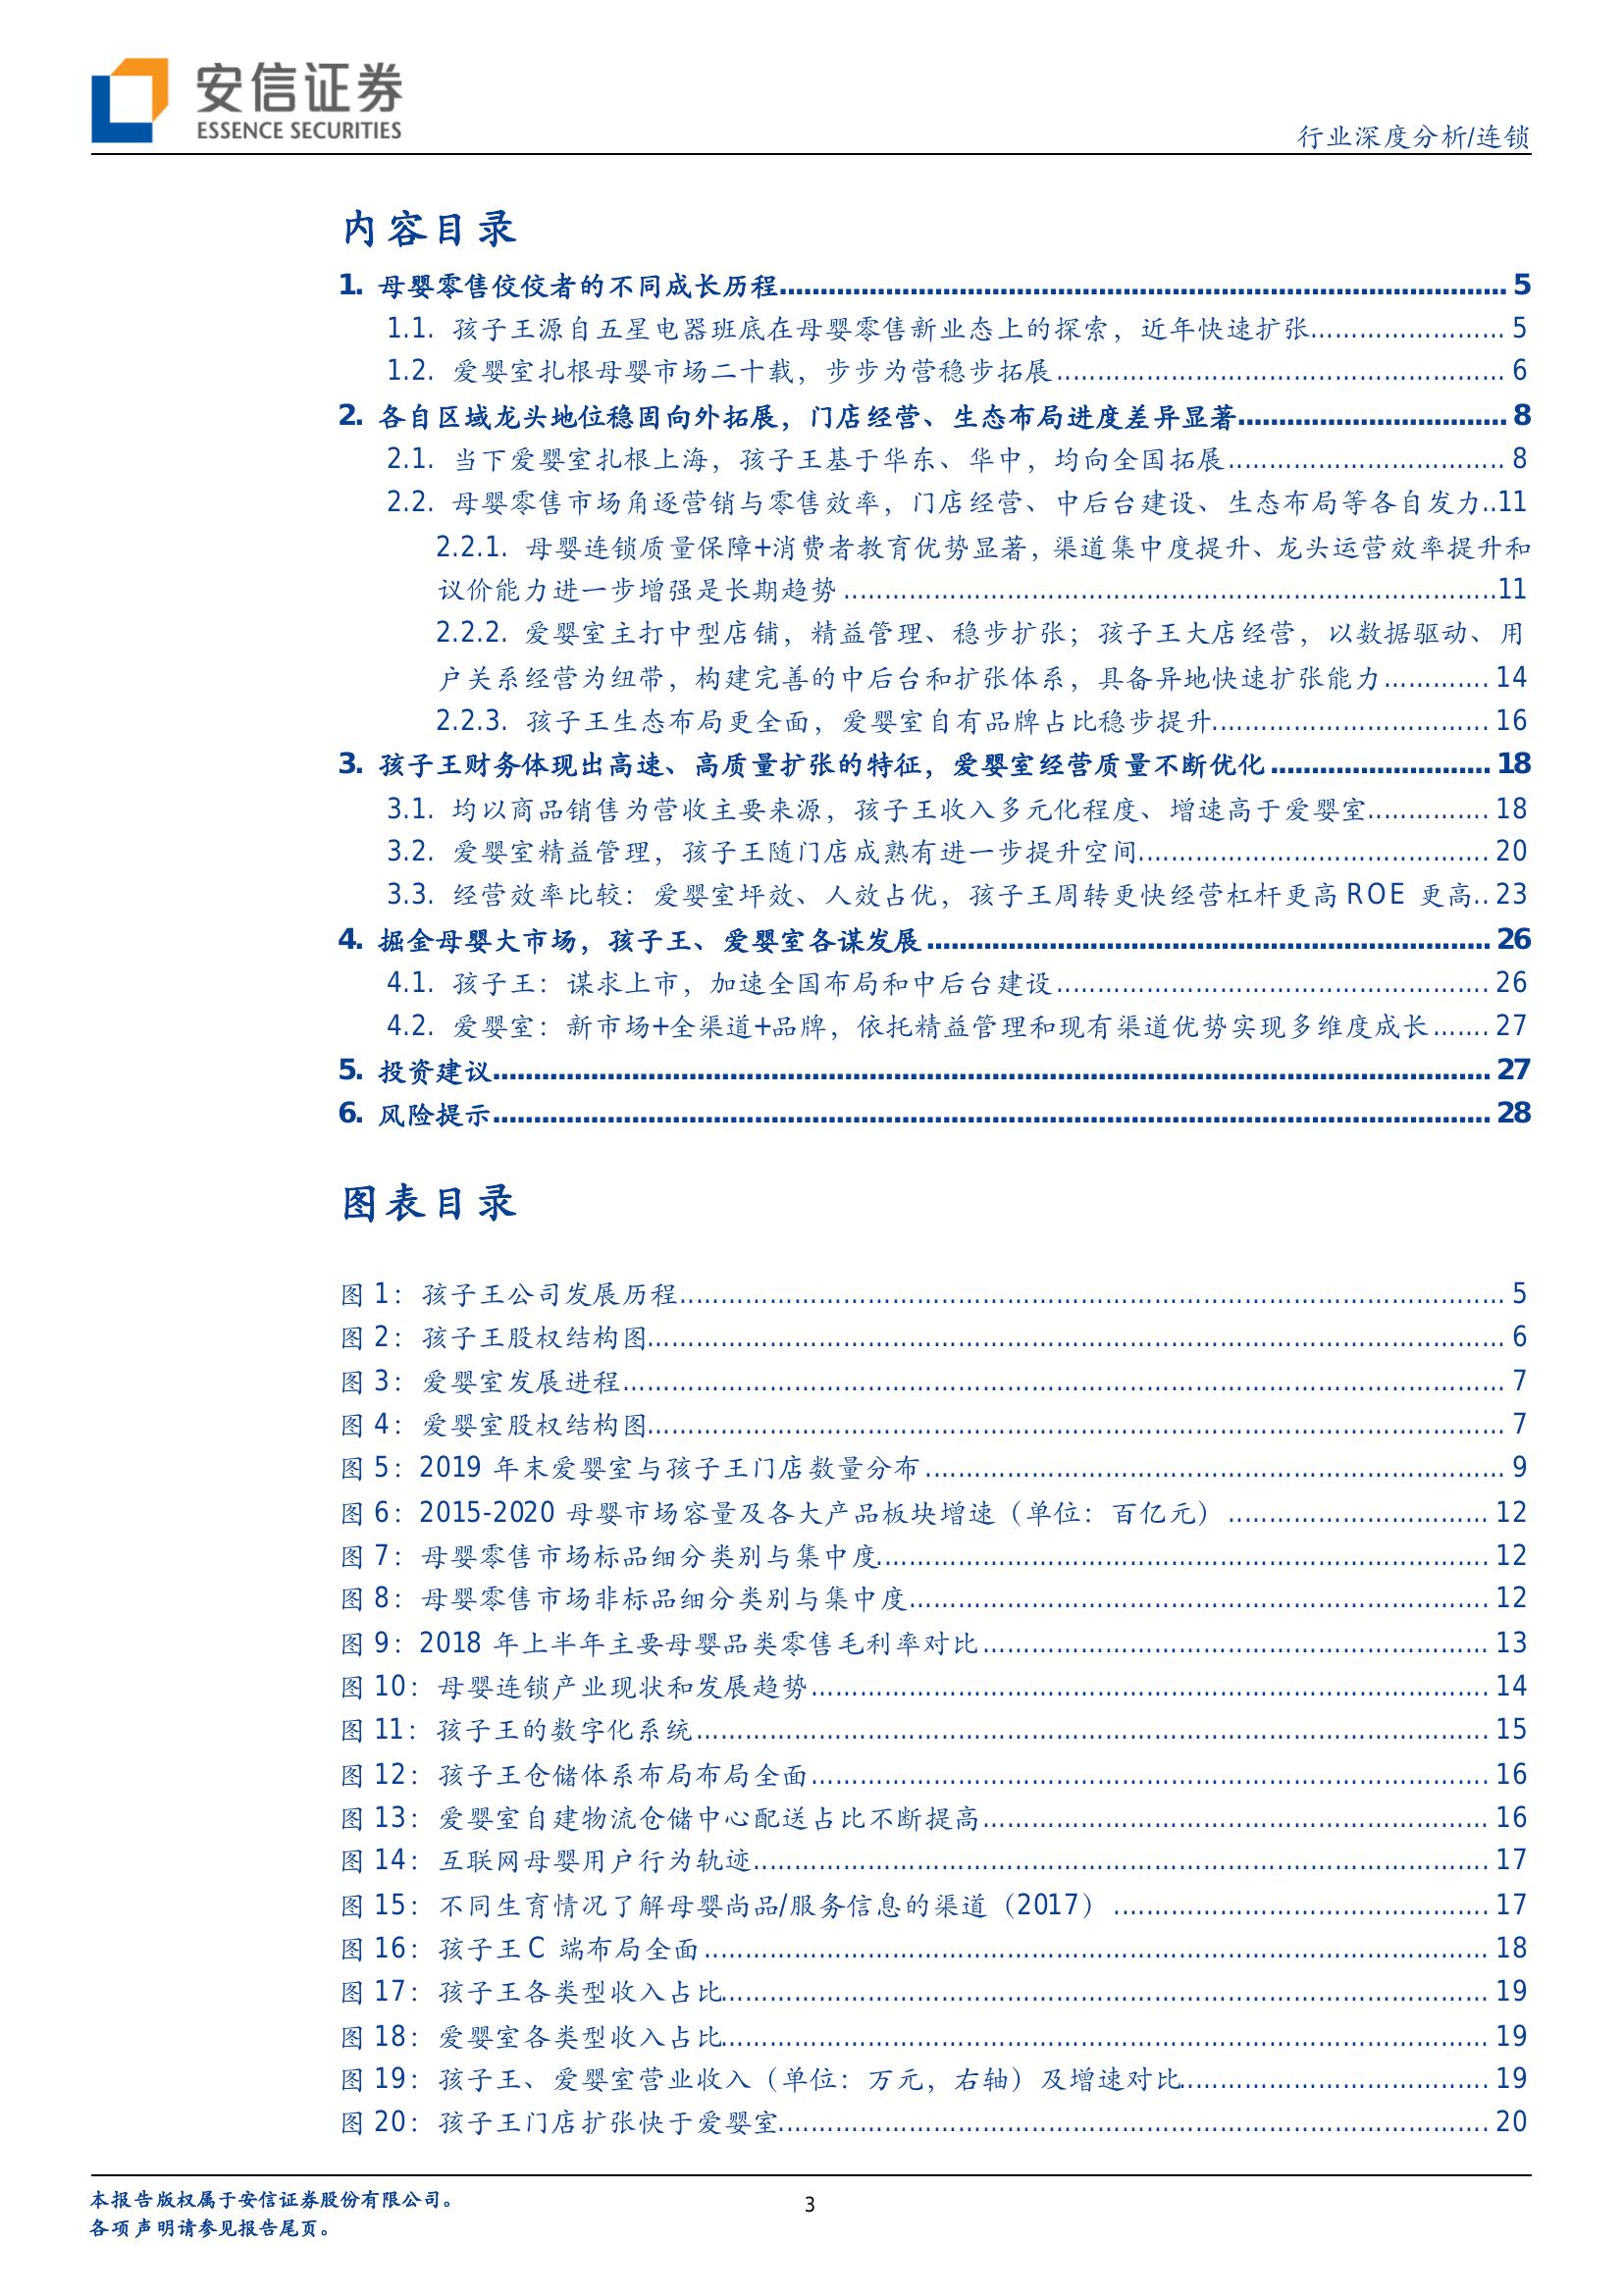 安信证券
ESSENCE SECURITIES
行业深度分析/连锁
内容目录
1. 母婴零售佼佼者的不同成长历程........................................ 5
1.1. 孩子王源自五星电器班底在母婴零售新业态上的探索，近年快速扩张.................... 5
1.2. 爱婴室扎根母婴市场二十载，步步为营稳步拓展........................................ 6
2. 各自区域龙头地位稳固向外拓展，门店经营、生态布局进度差异显著.................... 8
2.1. 当下爱婴室扎根上海，孩子王基于华东、华中，均向全国拓展.................... 8
2.2. 母婴零售市场角逐营销与零售效率，门店经营、中后台建设、生态布局等各自发力..11
2.2.1. 母婴连锁质量保障+消费者教育优势显著，渠道集中度提升、龙头运营效率提升和
议价能力进一步增强是长期趋势........................................11
2.2.2. 爱婴室主打中型店铺，精益管理、稳步扩张；孩子王大店经营，以数据驱动、用
户关系经营为纽带，构建完善的中后台和扩张体系，具备异地快速扩张能力............. 14
2.2.3. 孩子王生态布局更全面，爱婴室自有品牌占比稳步提升.................... 16
3. 孩子王财务体现出高速、高质量扩张的特征，爱婴室经营质量不断优化.................... 18
3.1. 均以商品销售为营收主要来源，孩子王收入多元化程度、增速高于爱婴室............... 18
3.2. 爱婴室精益管理，孩子王随门店成熟有进一步提升空间........................................ 20
3.3. 经营效率比较：爱婴室坪效、人效占优，孩子王周转更快经营杠杆更高 ROE 更高.. 23
4. 掘金母婴大市场，孩子王、爱婴室各谋发展........................................ 26
4.1. 孩子王：谋求上市，加速全国布局和中后台建设........................................ 26
4.2. 爱婴室：新市场+全渠道+品牌，依托精益管理和现有渠道优势实现多维度成长....... 27
5. 投资建议........................................ 27
6. 风险提示........................................ 28
图表目录
图 1：孩子王公司发展历程........................................ 5
图 2：孩子王股权结构图........................................ 6
图 3：爱婴室发展进程........................................ 7
图 4：爱婴室股权结构图........................................ 7
图 5：2019 年末爱婴室与孩子王门店数量分布........................................ 9
图 6：2015-2020 母婴市场容量及各大产品板块增速（单位：百亿元）.................... 12
图 7：母婴零售市场标品细分类别与集中度........................................ 12
图 8：母婴零售市场非标品细分类别与集中度........................................ 12
图 9：2018 年上半年主要母婴品类零售毛利率对比........................................ 13
图 10：母婴连锁产业现状和发展趋势........................................ 14
图 11：孩子王的数字化系统........................................ 15
图 12：孩子王仓储体系布局布局全面........................................ 16
图 13：爱婴室自建物流仓储中心配送占比不断提高........................................ 16
图 14：互联网母婴用户行为轨迹........................................ 17
图 15：不同生育情况了解母婴尚品/服务信息的渠道（2017）........................................ 17
图 16：孩子王 C 端布局全面........................................ 18
图 17：孩子王各类型收入占比........................................ 19
图 18：爱婴室各类型收入占比........................................ 19
图 19：孩子王、爱婴室营业收入（单位：万元，右轴）及增速对比........................................ 19
图 20：孩子王门店扩张快于爱婴室........................................ 20
本报告版权属于安信证券股份有限公司。
3
各项声明请参见报告尾页。